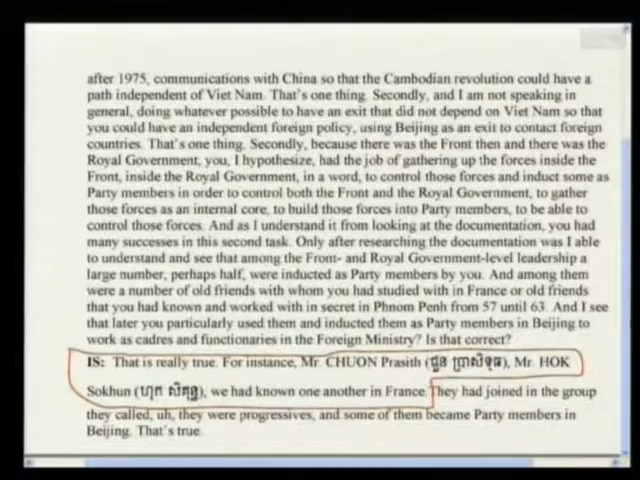 after 1975, communications with China so that the Cambodian revolution could have a
path independent of Viet Nam. That's one thing. Secondly, and I am not speaking in
general, doing whatever possible to have an exit that did not depend on Viet Nam so that
you could have an independent foreign policy, using Beijing as an exit to contact foreign
countries. That's one thing. Secondly, because there was the Front then and there was the
Royal Government, you, I hypothesize, had the job of gathering up the forces inside the
Front, inside the Royal Government, in a word, to control those forces and induct some as
Party members in order to control both the Front and the Royal Government, to gather
those forces as an internal core, to build those forces into Party members, to be able to
control those forces. And as I understand it from looking at the documentation, you had
many successes in this second task. Only after researching the documentation was I able
to understand and see that among the Front- and Royal Government-level leadership a
large number, perhaps half, were inducted as Party members by you. And among them
were a number of old friends with whom you had studied with in France or old friends
that you had known and worked with in secret in Phnom Penh from 57 until 63. And I see
that later you particularly used them and inducted them as Party members in Beijing to
work as cadres and functionaries in the Foreign Ministry? Is that correct?
IS: That is really true. For instance, Mr. CHUON Prasith (ជួន ប្រាសិទ្ធ), Mr. HOK
Sokhun (ហុក សុគន្ធ), we had known one another in France. They had joined in the group
they called, uh, they were progressives, and some of them became Party members in
Beijing. That's true.